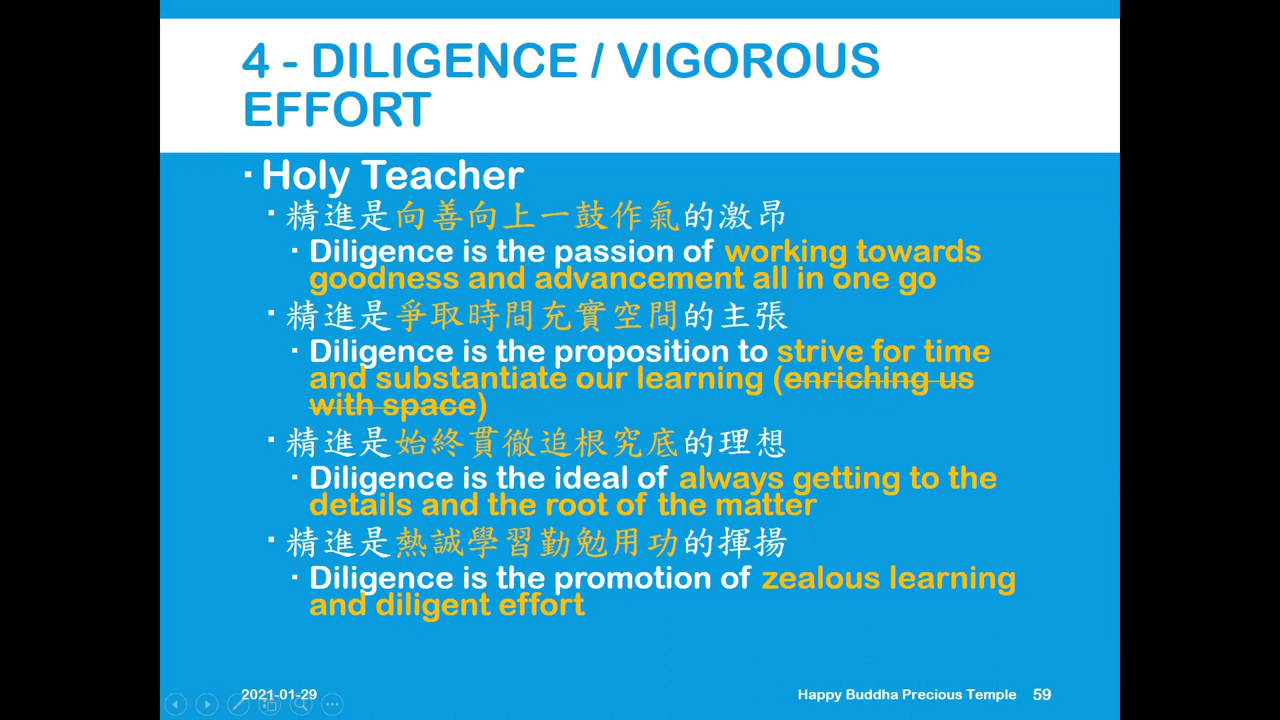 4 - DILIGENCE / VIGOROUS
EFFORT
▪ Holy Teacher
▪ 精進是向善向上一鼓作氣的激昂
▪ Diligence is the passion of working towards
goodness and advancement all in one go
▪ 精進是爭取時間充實空間的主張
▪ Diligence is the proposition to strive for time
and substantiate our learning (enriching us
with space)
▪ 精進是始終貫徹追根究底的理想
▪ Diligence is the ideal of always getting to the
details and the root of the matter
▪ 精進是熱誠學習勤勉用功的揮揚
▪ Diligence is the promotion of zealous learning
and diligent effort
2021-01-29 Happy Buddha Precious Temple 59